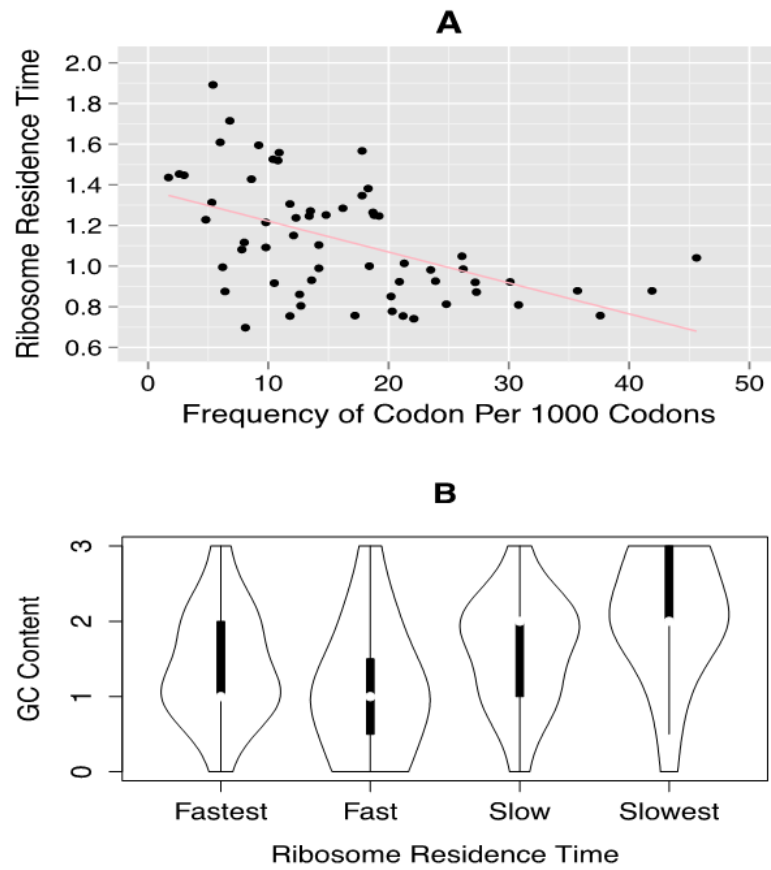 A
Ribosome Residence Time
2.0
1.8
1.6
1.4
1.2
1.0
0.8
0.6
0 10 20 30 40 50
Frequency of Codon Per 1000 Codons
B
GC Content
3
2
1
0
Fastest Fast Slow Slowest
Ribosome Residence Time